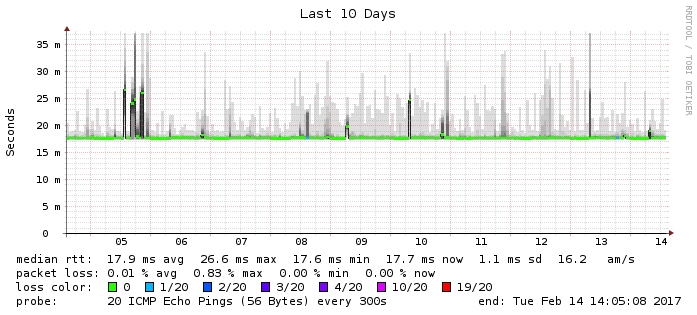 Last 10 Days
RRDTOOL / TOBI OETIKER
Seconds
35 m
30 m
25 m
20 m
15 m
10 m
5 m
0
05 06 07 08 09 10 11 12 13 14
median rtt: 17.9 ms avg 26.6 ms max 17.6 ms min 17.7 ms now 1.1 ms sd 16.2 am/s
packet loss: 0.01 % avg 0.83 % max 0.00 % min 0.00 % now
loss color: 0 1/20 2/20 3/20 4/20 10/20 19/20
probe: 20 ICMP Echo Pings (56 Bytes) every 300s end: Tue Feb 14 14:05:08 2017